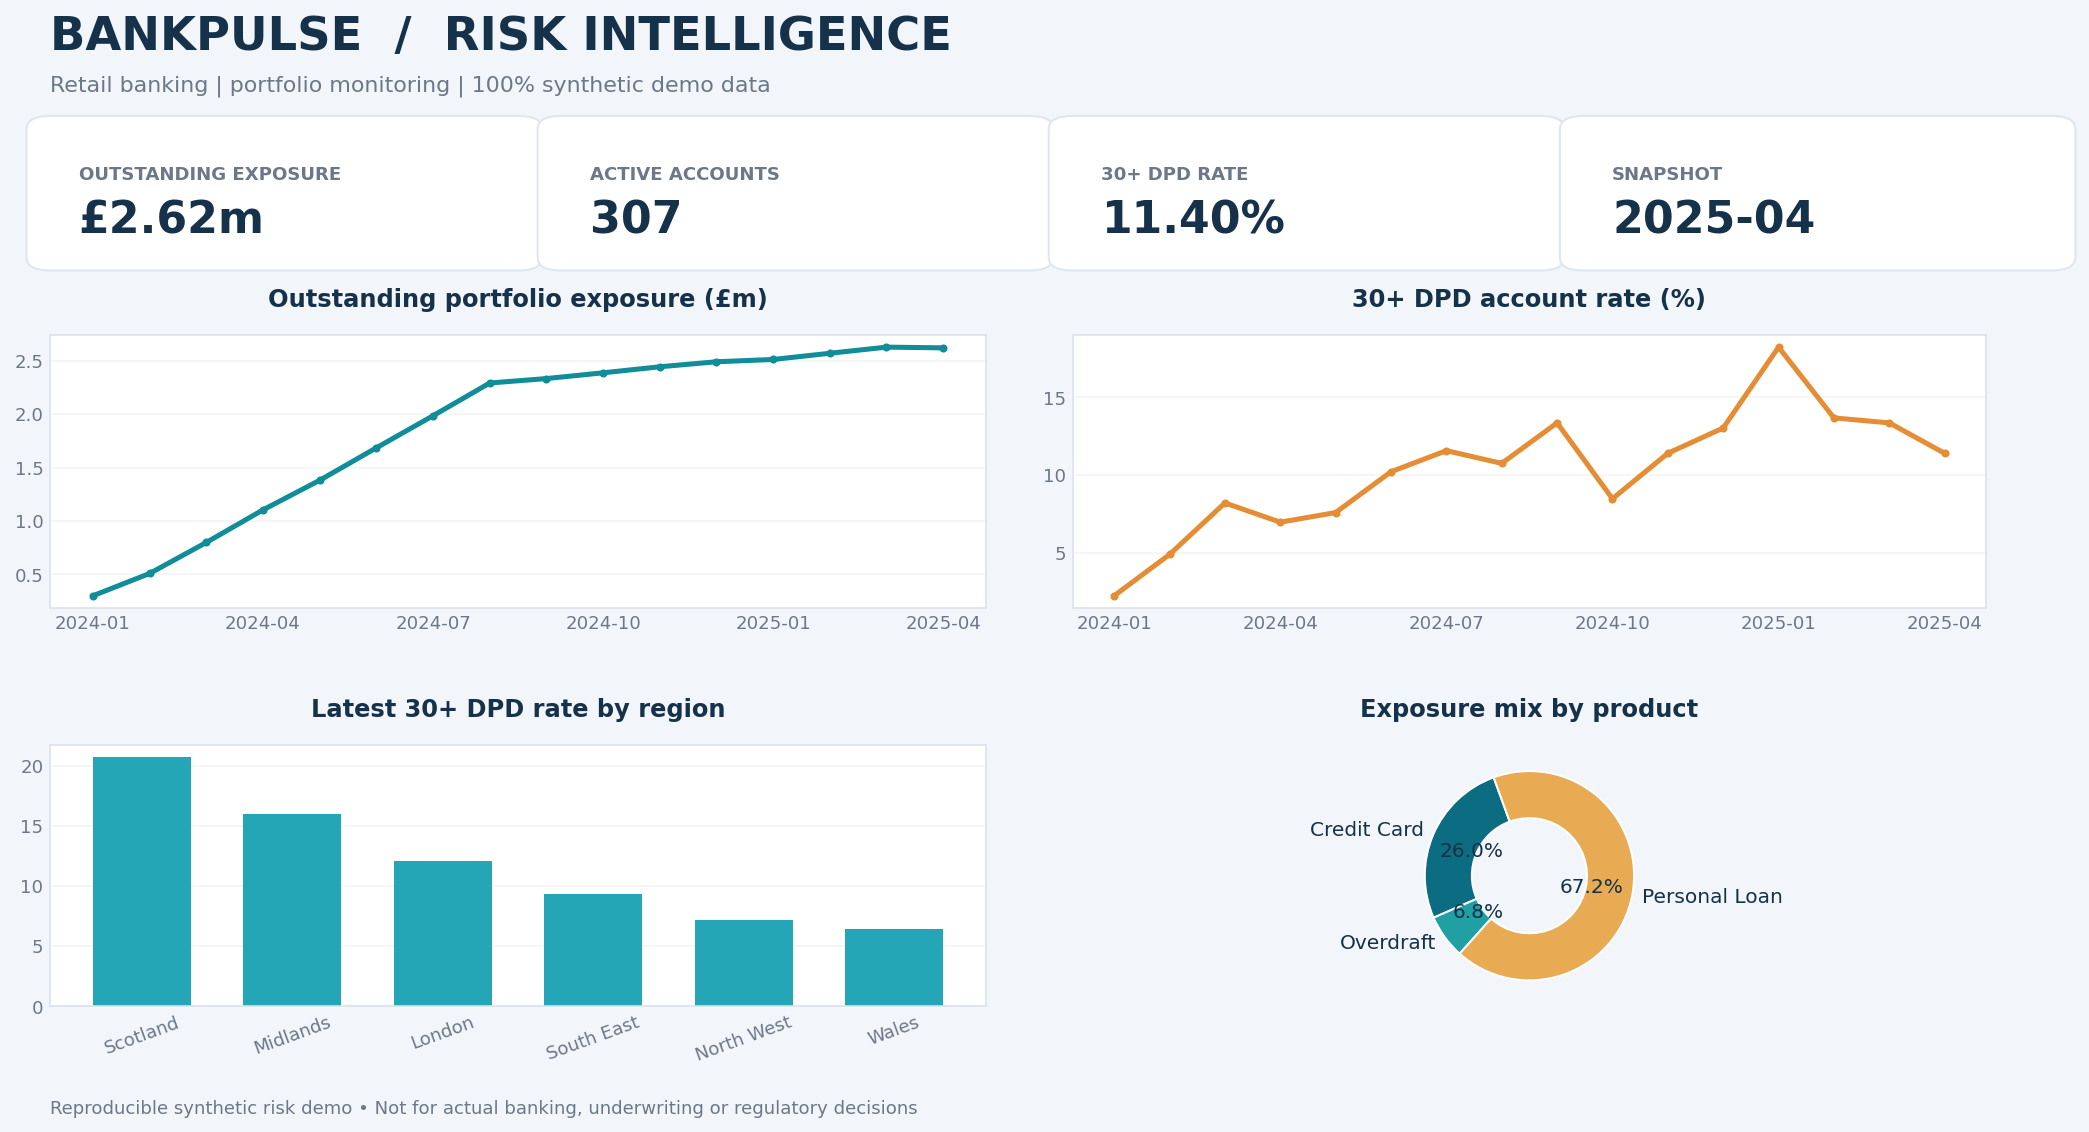 BANKPULSE / RISK INTELLIGENCE
Retail banking | portfolio monitoring | 100% synthetic demo data
OUTSTANDING EXPOSURE
£2.62m
ACTIVE ACCOUNTS
307
30+ DPD RATE
11.40%
SNAPSHOT
2025-04
Outstanding portfolio exposure (£m)
2.5
2.0
1.5
1.0
0.5
2024-01 2024-04 2024-07 2024-10 2025-01 2025-04
30+ DPD account rate (%)
15
10
5
2024-01 2024-04 2024-07 2024-10 2025-01 2025-04
Latest 30+ DPD rate by region
20
15
10
5
0
Scotland Midlands London South East North West Wales
Exposure mix by product
Credit Card
26.0%
67.2%
Personal Loan
6.8%
Overdraft
Reproducible synthetic risk demo • Not for actual banking, underwriting or regulatory decisions